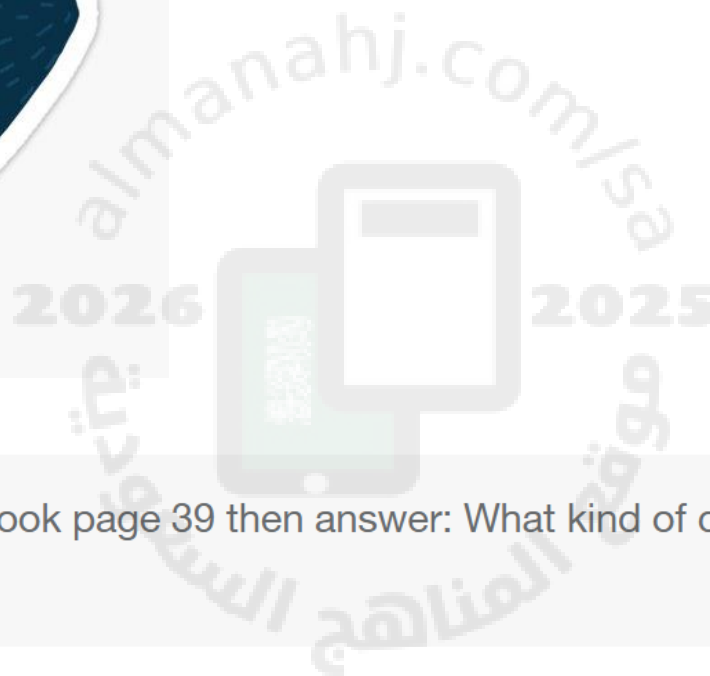 almanahj.com/sa
2026 2025
موقع المناهج السعودية
ook page 39 then answer: What kind of